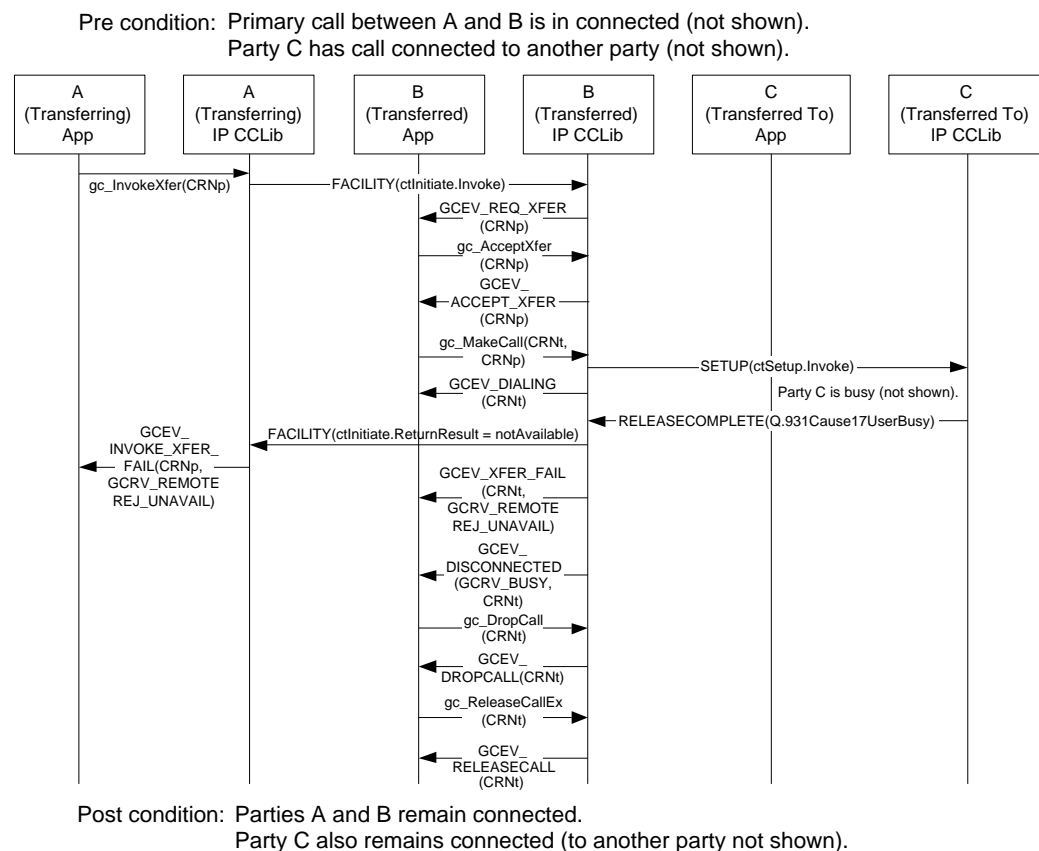 Pre condition: Primary call between A and B is in connected (not shown).
Party C has call connected to another party (not shown).
A
(Transferring)
App
A
(Transferring)
IP CCLib
B
(Transferred)
App
B
(Transferred)
IP CCLib
C
(Transferred To)
App
C
(Transferred To)
IP CCLib
gc_InvokeXfer(CRNp)
FACILITY(ctInitiate.Invoke)
GCEV_REQ_XFER
(CRNp)
gc_AcceptXfer
(CRNp)
GCEV_
ACCEPT_XFER
(CRNp)
gc_MakeCall(CRNt,
CRNp)
SETUP(ctSetup.Invoke)
GCEV_DIALING
(CRNt)
Party C is busy (not shown).
RELEASECOMPLETE(Q.931Cause17UserBusy)
FACILITY(ctInitiate.ReturnResult = notAvailable)
GCEV_
INVOKE_XFER_
FAIL(CRNp,
GCRV_REMOTE
REJ_UNAVAIL)
GCEV_XFER_FAIL
(CRNt,
GCRV_REMOTE
REJ_UNAVAIL)
GCEV_
DISCONNECTED
(GCRV_BUSY,
CRNt)
gc_DropCall
(CRNt)
GCEV_
DROPCALL(CRNt)
gc_ReleaseCallEx
(CRNt)
GCEV_
RELEASECALL
(CRNt)
Post condition: Parties A and B remain connected.
Party C also remains connected (to another party not shown).